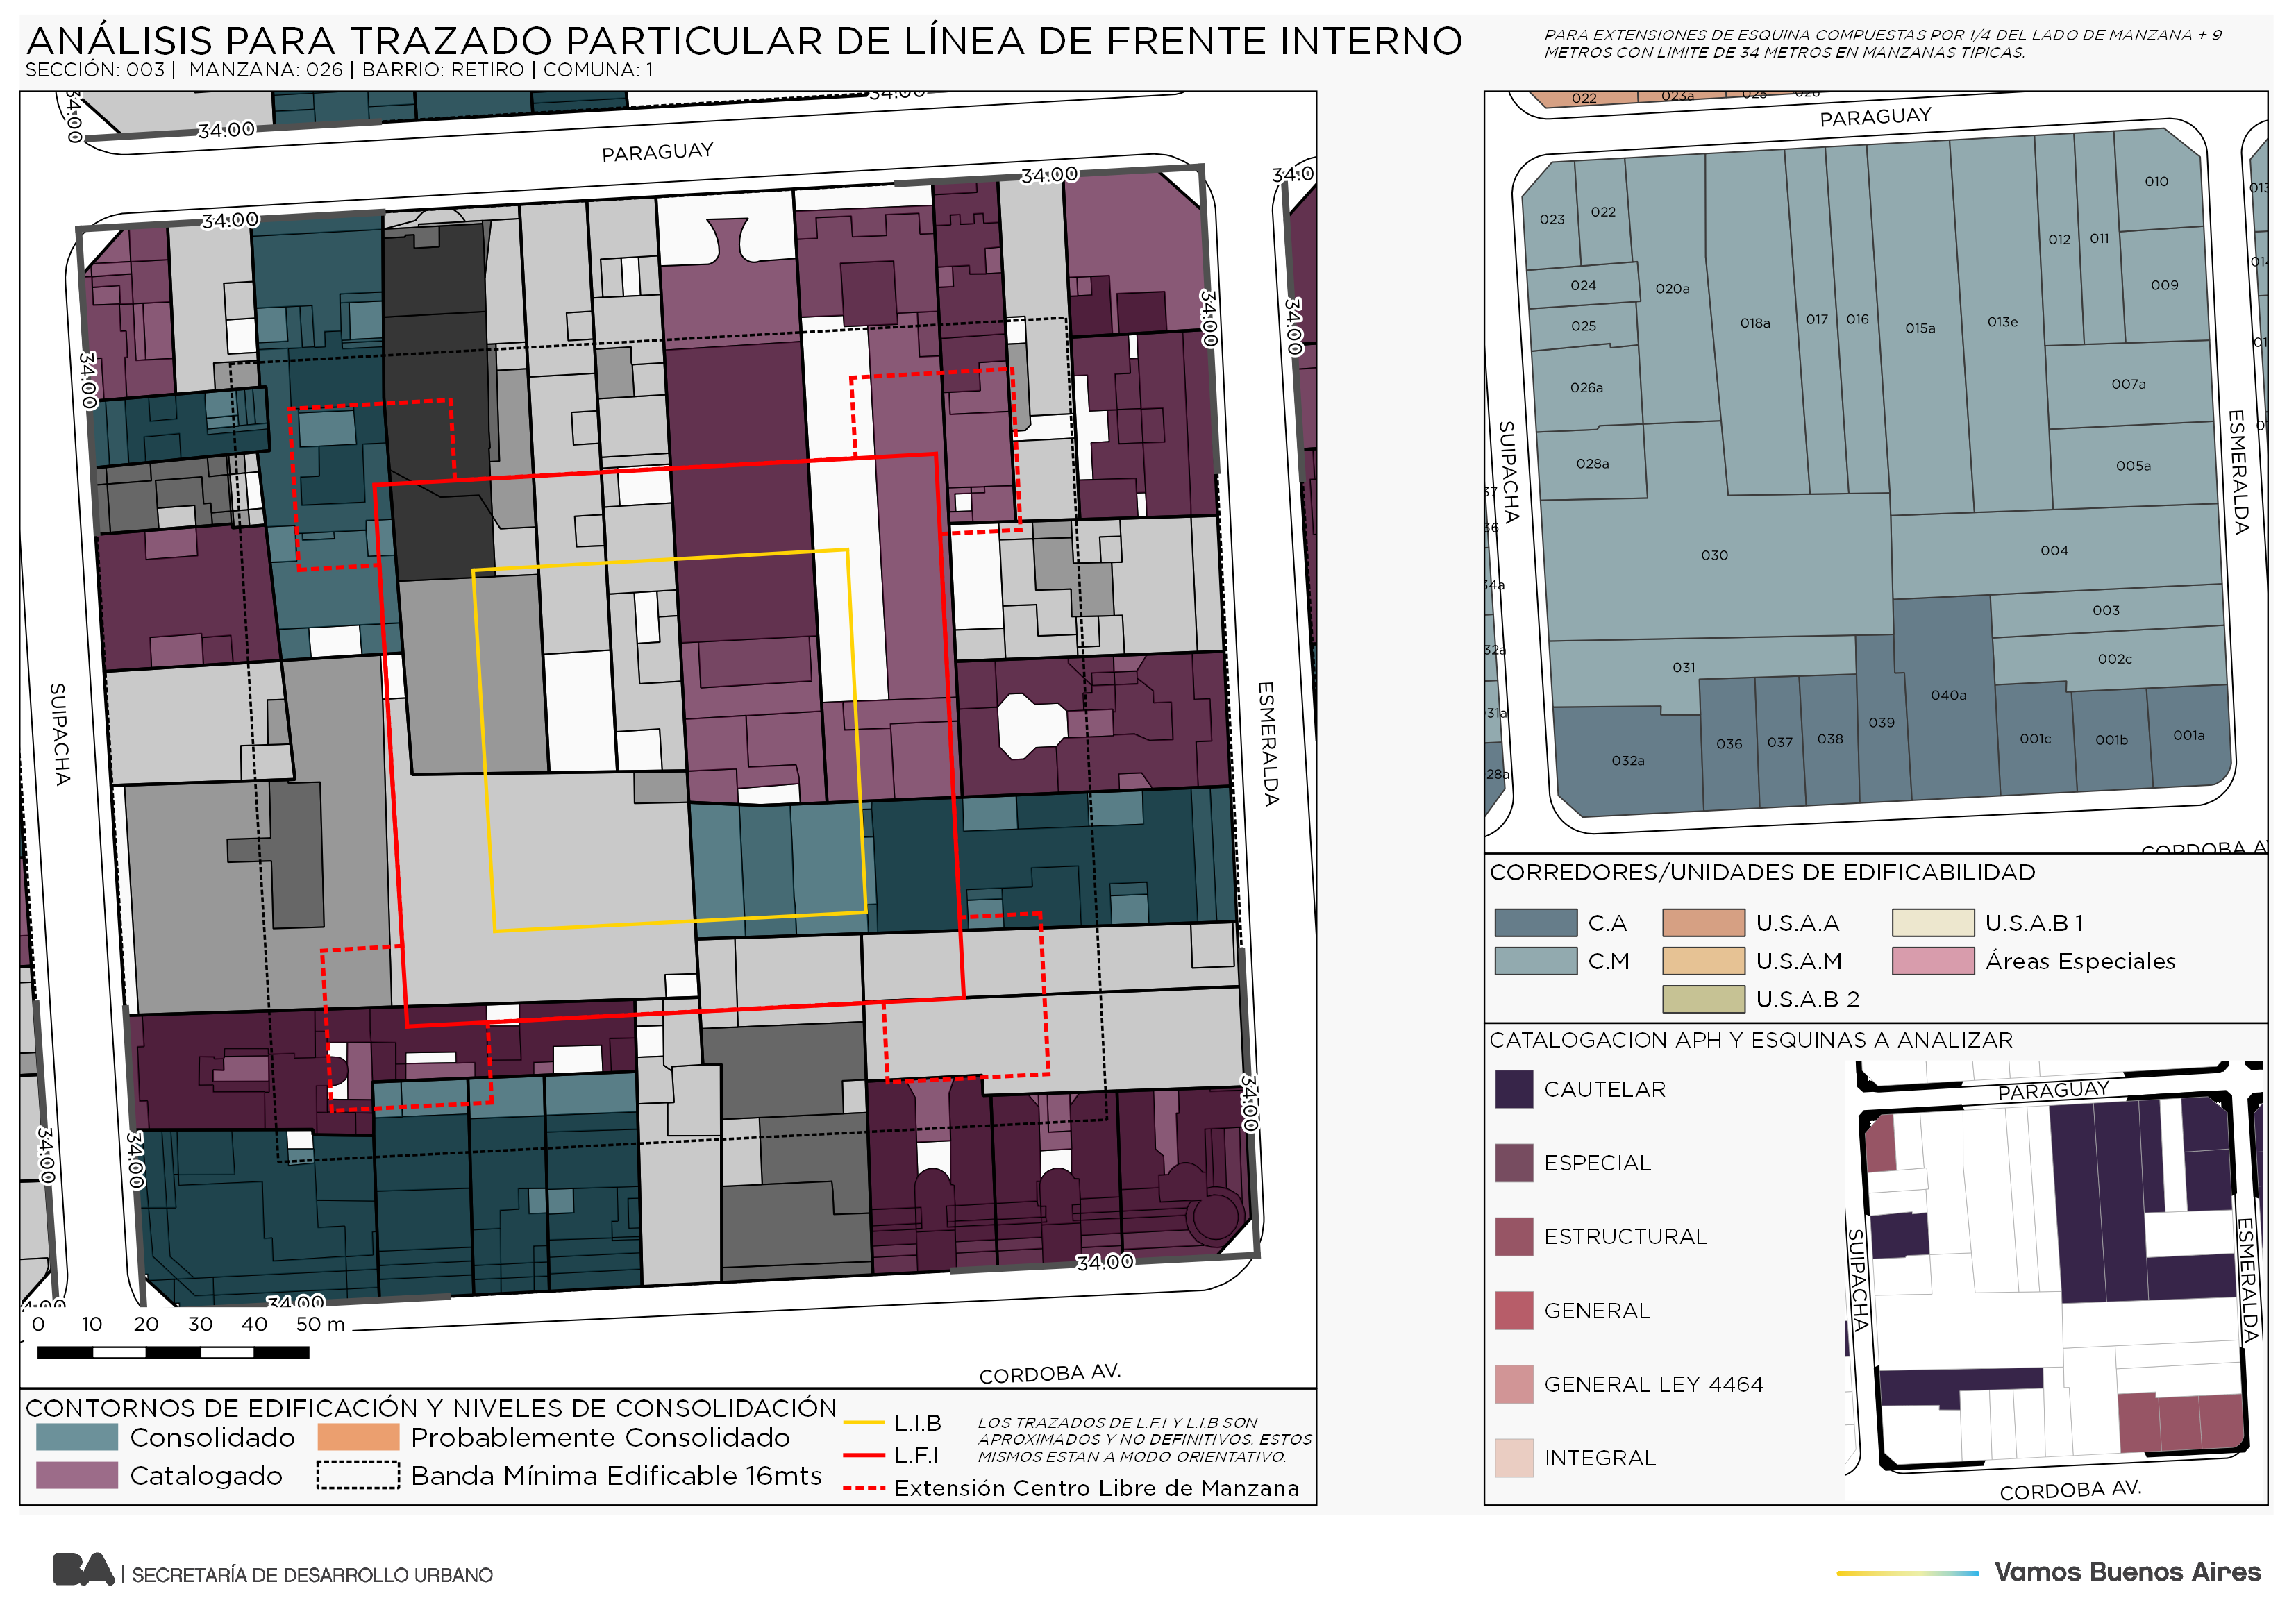 ANÁLISIS PARA TRAZADO PARTICULAR DE LÍNEA DE FRENTE INTERNO
SECCIÓN: 003 | MANZANA: 026 | BARRIO: RETIRO | COMUNA: 1
PARA EXTENSIONES DE ESQUINA COMPUESTAS POR 1/4 DEL LADO DE MANZANA + 9
METROS CON LIMITE DE 34 METROS EN MANZANAS TIPICAS.
34.00
34.00
34.00
PARAGUAY
34.00
34.00
34.0
34.00
34.00
34.00
SUIPACHA
ESMERALDA
34.00
34.00
34.00
34.00
34.00
0 10 20 30 40 50 m
CORDOBA AV.
CONTORNOS DE EDIFICACIÓN Y NIVELES DE CONSOLIDACIÓN
Consolidado
Probablemente Consolidado
Catalogado
Banda Mínima Edificable 16mts
L.I.B
L.F.I
Extensión Centro Libre de Manzana
LOS TRAZADOS DE L.F.I Y L.I.B SON
APROXIMADOS Y NO DEFINITIVOS. ESTOS
MISMOS ESTAN A MODO ORIENTATIVO.
022 023a 025 026
PARAGUAY
010
023 022
012 011
024
020a
009
025
018a 017 016 015a 013e
026a
007a
028a
005a
SUIPACHA
ESMERALDA
030
004
003
031
002c
040a
032a
036 037 038 039
001c 001b 001a
28a
CORDOBA A
CORREDORES/UNIDADES DE EDIFICABILIDAD
C.A
U.S.A.A
U.S.A.B 1
C.M
U.S.A.M
Áreas Especiales
U.S.A.B 2
CATALOGACION APH Y ESQUINAS A ANALIZAR
CAUTELAR
ESPECIAL
ESTRUCTURAL
GENERAL
GENERAL LEY 4464
INTEGRAL
PARAGUAY
SUIPACHA
ESMERALDA
CORDOBA AV.
BA | SECRETARÍA DE DESARROLLO URBANO
Vamos Buenos Aires